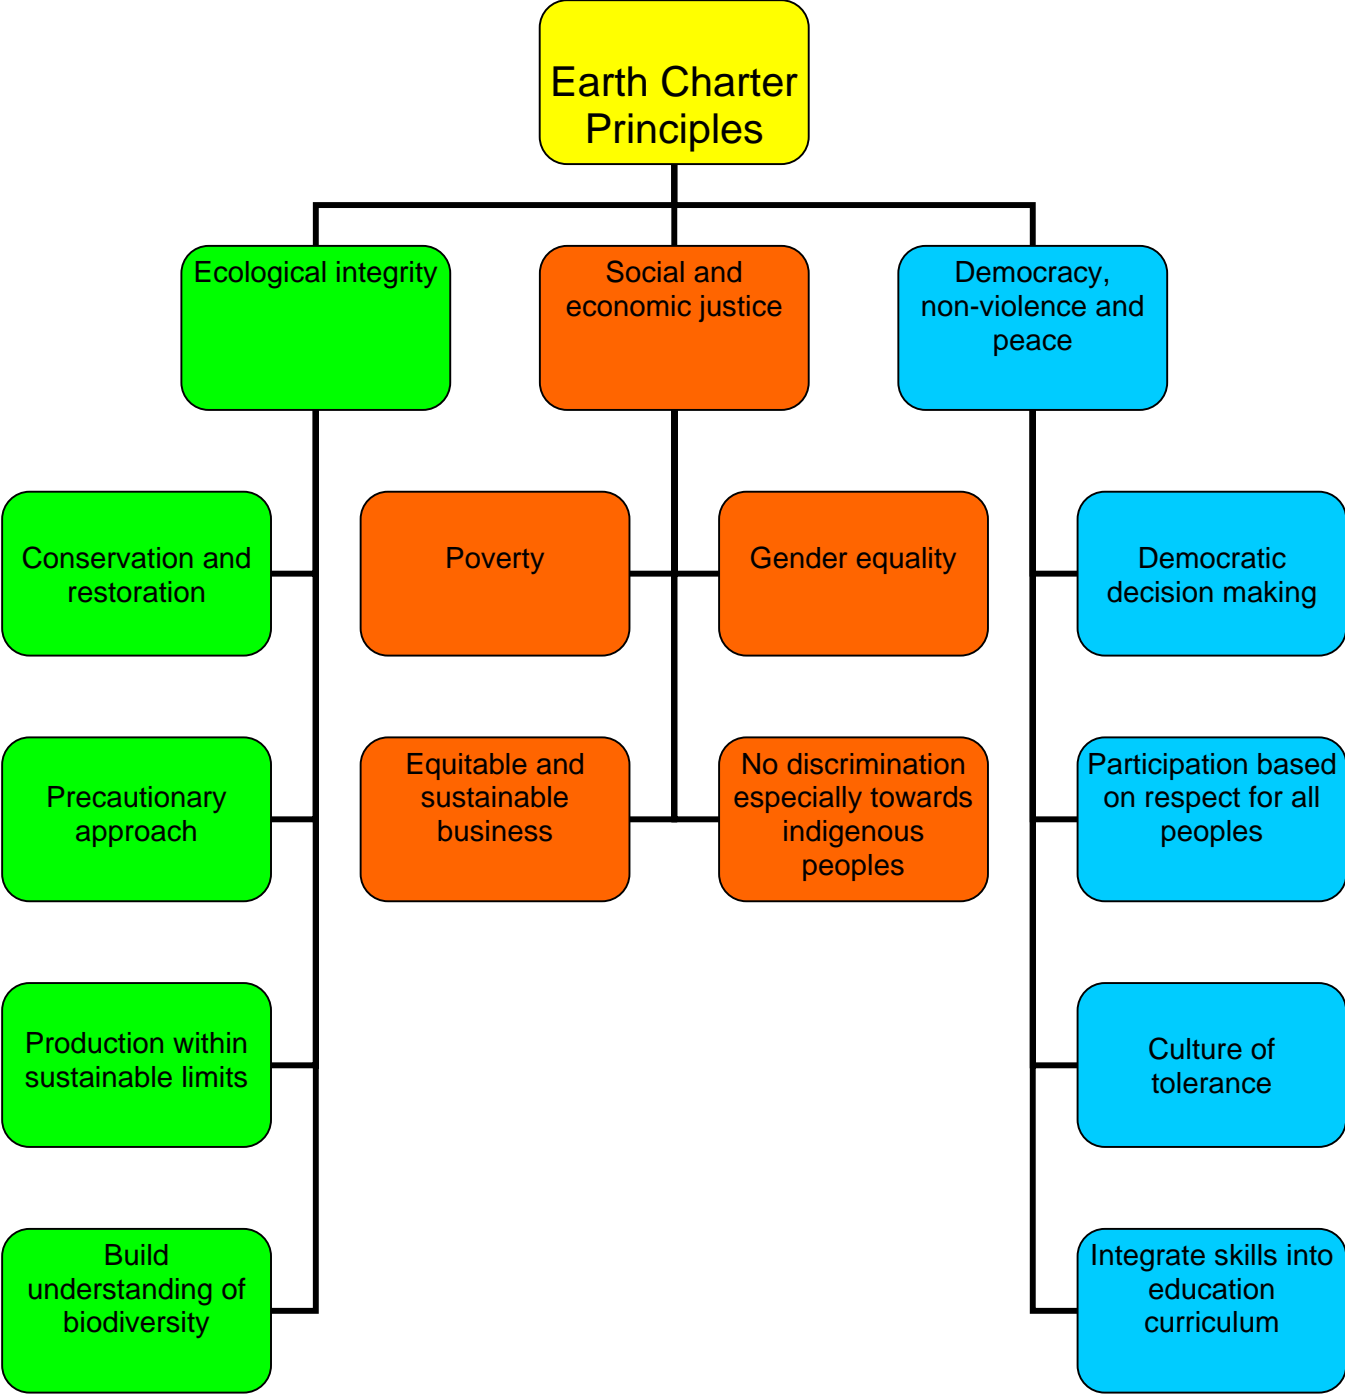 Earth Charter
Principles
Ecological integrity
Social and
economic justice
Democracy,
non-violence and
peace
Conservation and
restoration
Poverty
Gender equality
Democratic
decision making
Precautionary
approach
Equitable and
sustainable
business
No discrimination
especially towards
indigenous
peoples
Participation based
on respect for all
peoples
Production within
sustainable limits
Culture of
tolerance
Build
understanding of
biodiversity
Integrate skills into
education
curriculum